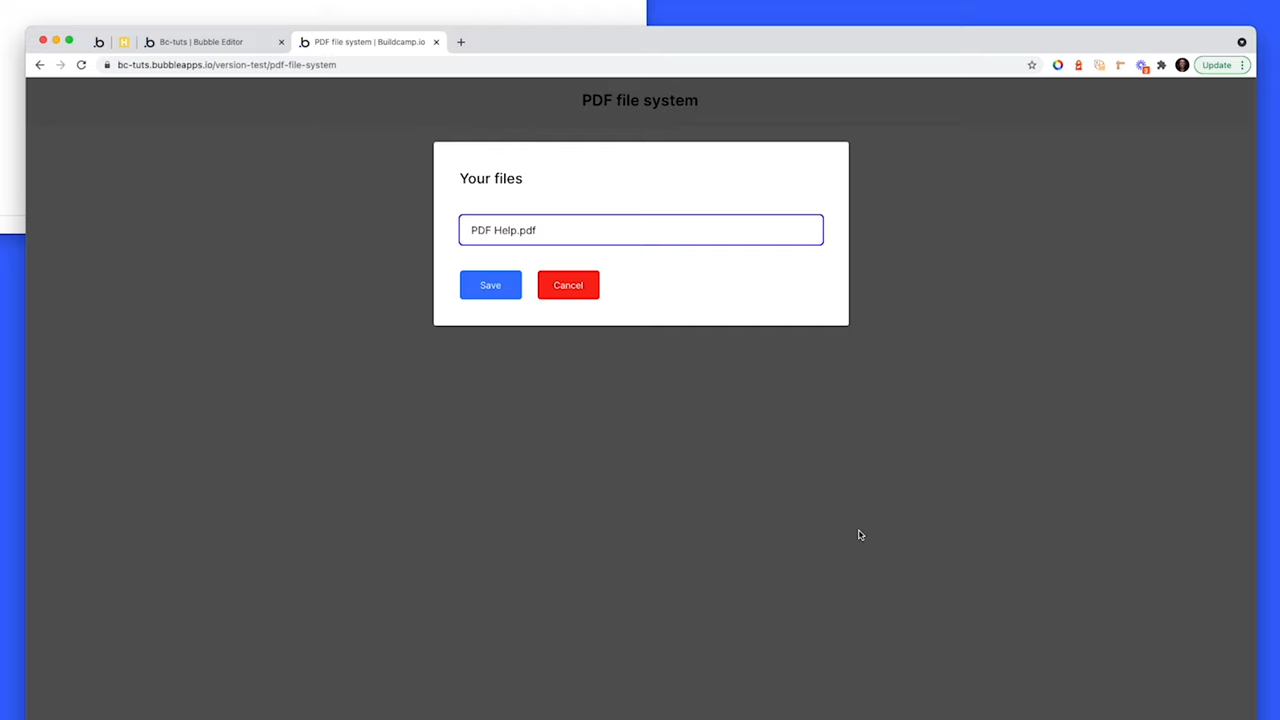 Bc-tuts | Bubble Editor
PDF file system | Buildcamp.io
bc-tuts.bubbleapps.io/version-test/pdf-file-system
Update
PDF file system
Your files
PDF Help.pdf
Save
Cancel